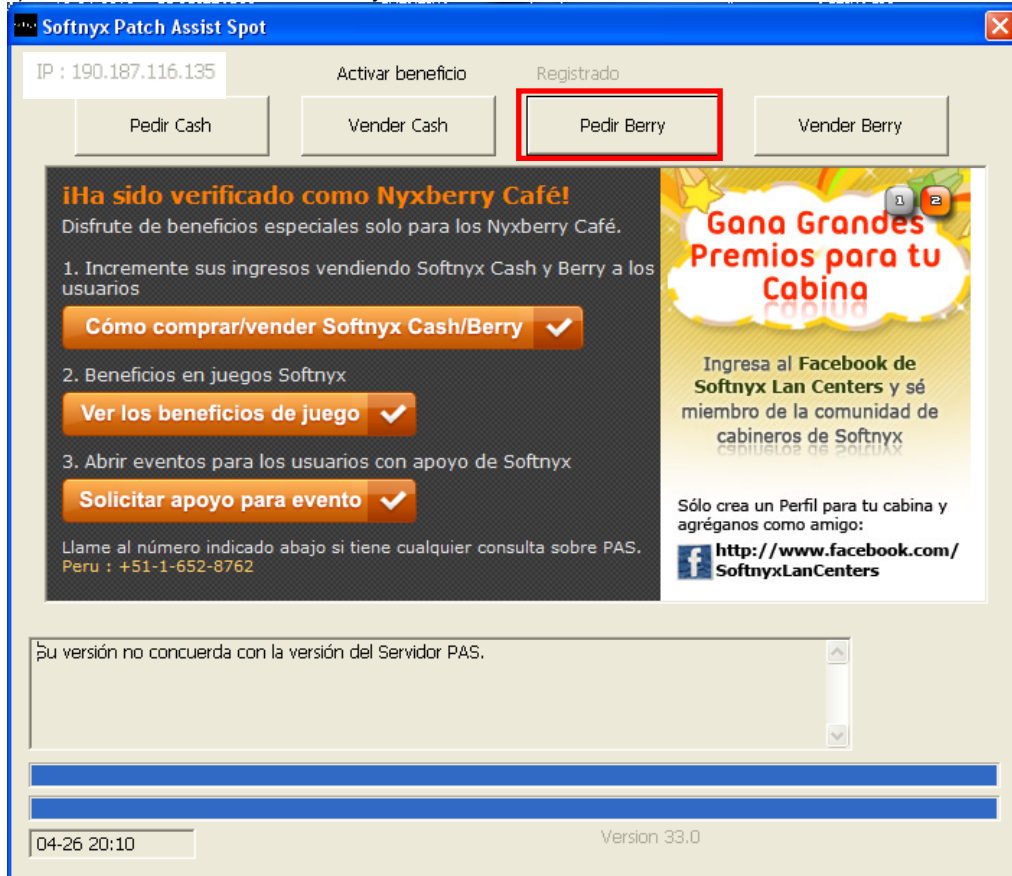 Softnyx Patch Assist Spot
IP : 190.187.116.135
Activar beneficio
Registrado
Pedir Cash
Vender Cash
Pedir Berry
Vender Berry
¡Ha sido verificado como Nyxberry Café!
Disfrute de beneficios especiales solo para los Nyxberry Café.
1. Incremente sus ingresos vendiendo Softnyx Cash y Berry a los
usuarios
Cómo comprar/vender Softnyx Cash/Berry
2. Beneficios en juegos Softnyx
Ver los beneficios de juego
3. Abrir eventos para los usuarios con apoyo de Softnyx
Solicitar apoyo para evento
Llame al número indicado abajo si tiene cualquier consulta sobre PAS.
Peru : +51-1-652-8762
1 2
Gana Grandes
Premios para tu
Cabina
Ingresa al Facebook de
Softnyx Lan Centers y sé
miembro de la comunidad de
cabineros de Softnyx
Sólo crea un Perfil para tu cabina y
agréganos como amigo:
http://www.facebook.com/
SoftnyxLanCenters
Su versión no concuerda con la versión del Servidor PAS.
04-26 20:10
Version 33.0